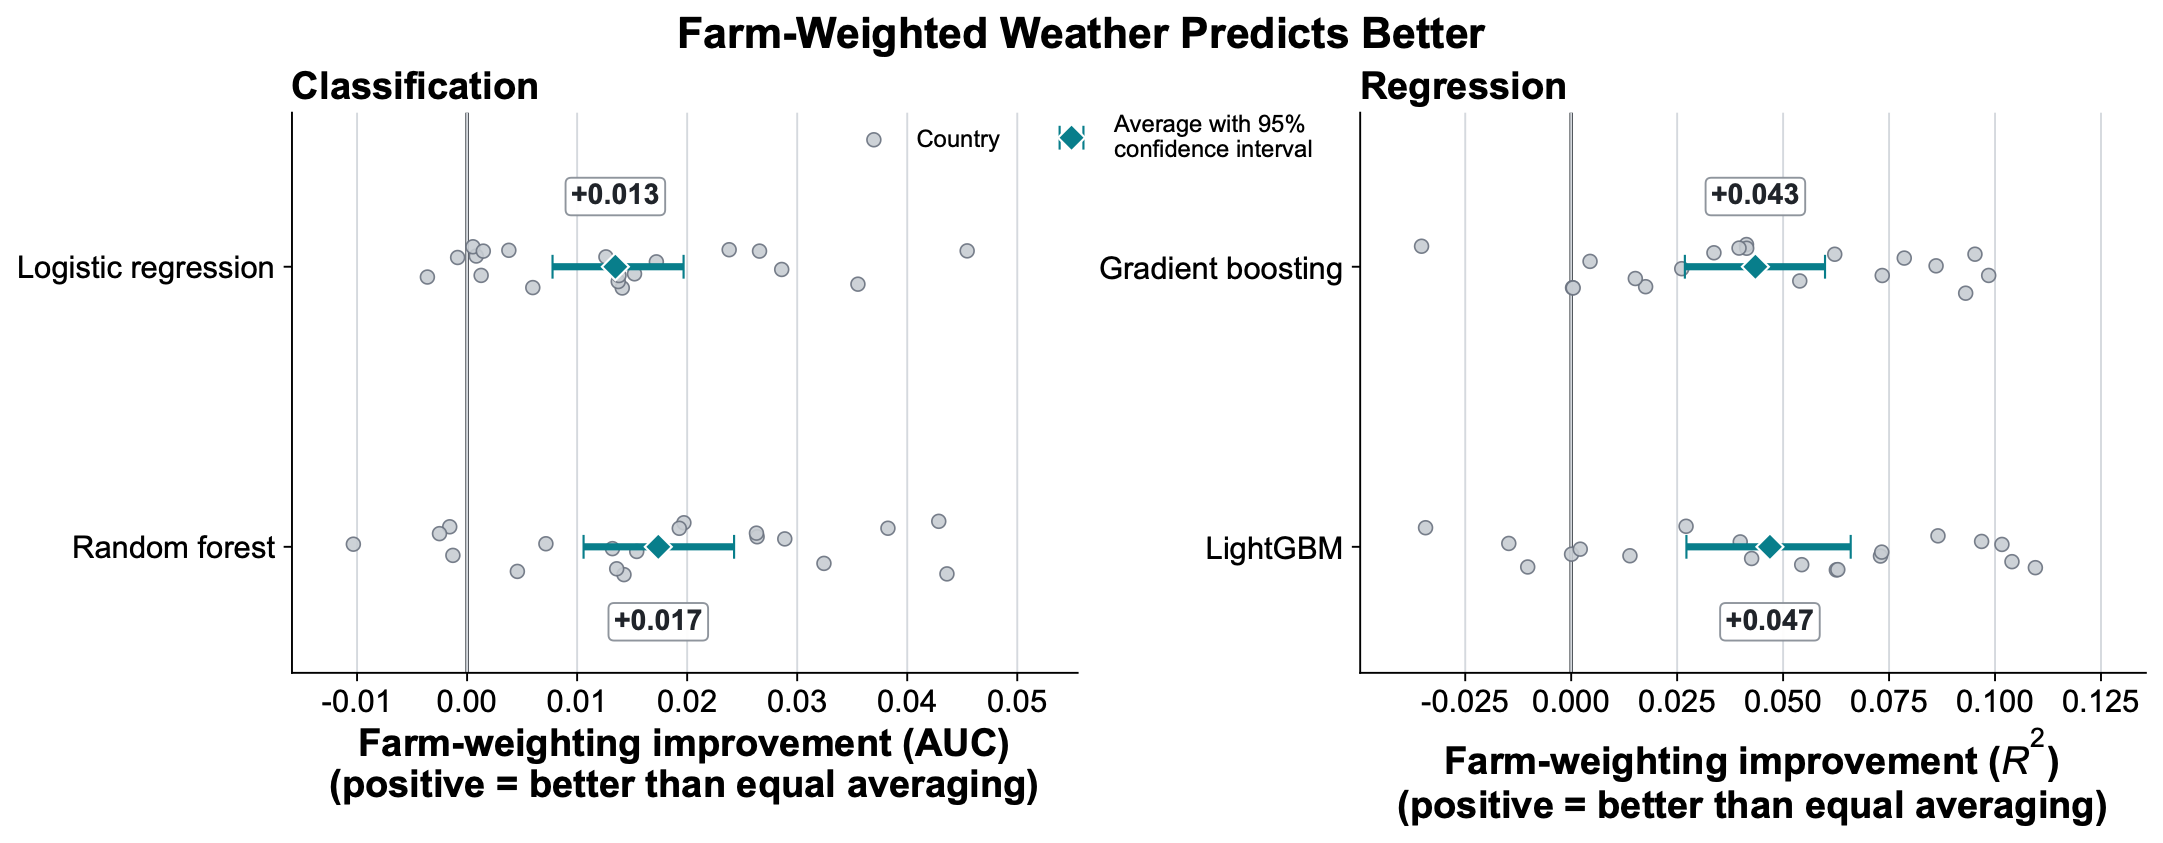 Farm-Weighted Weather Predicts Better
Classification
Country
Average with 95%
confidence interval
+0.013
Logistic regression
Random forest
+0.017
-0.01 0.00 0.01 0.02 0.03 0.04 0.05
Farm-weighting improvement (AUC)
(positive = better than equal averaging)
Regression
+0.043
Gradient boosting
LightGBM
+0.047
-0.025 0.000 0.025 0.050 0.075 0.100 0.125
Farm-weighting improvement (R²)
(positive = better than equal averaging)